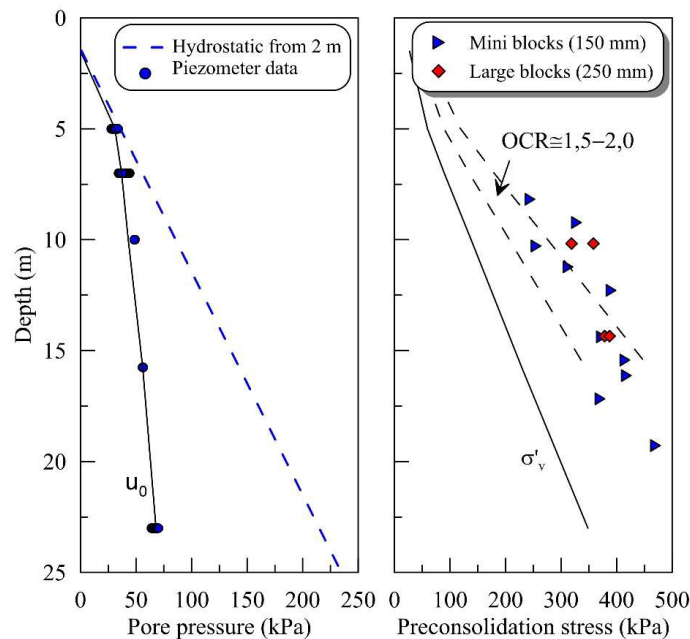 Hydrostatic from 2 m
Piezometer data
u0
0
5
10
15
20
25
Depth (m)
0
50
100
150
200
250
Pore pressure (kPa)
Mini blocks (150 mm)
Large blocks (250 mm)
OCR≅1,5−2,0
σ'v
0
100
200
300
400
500
Preconsolidation stress (kPa)